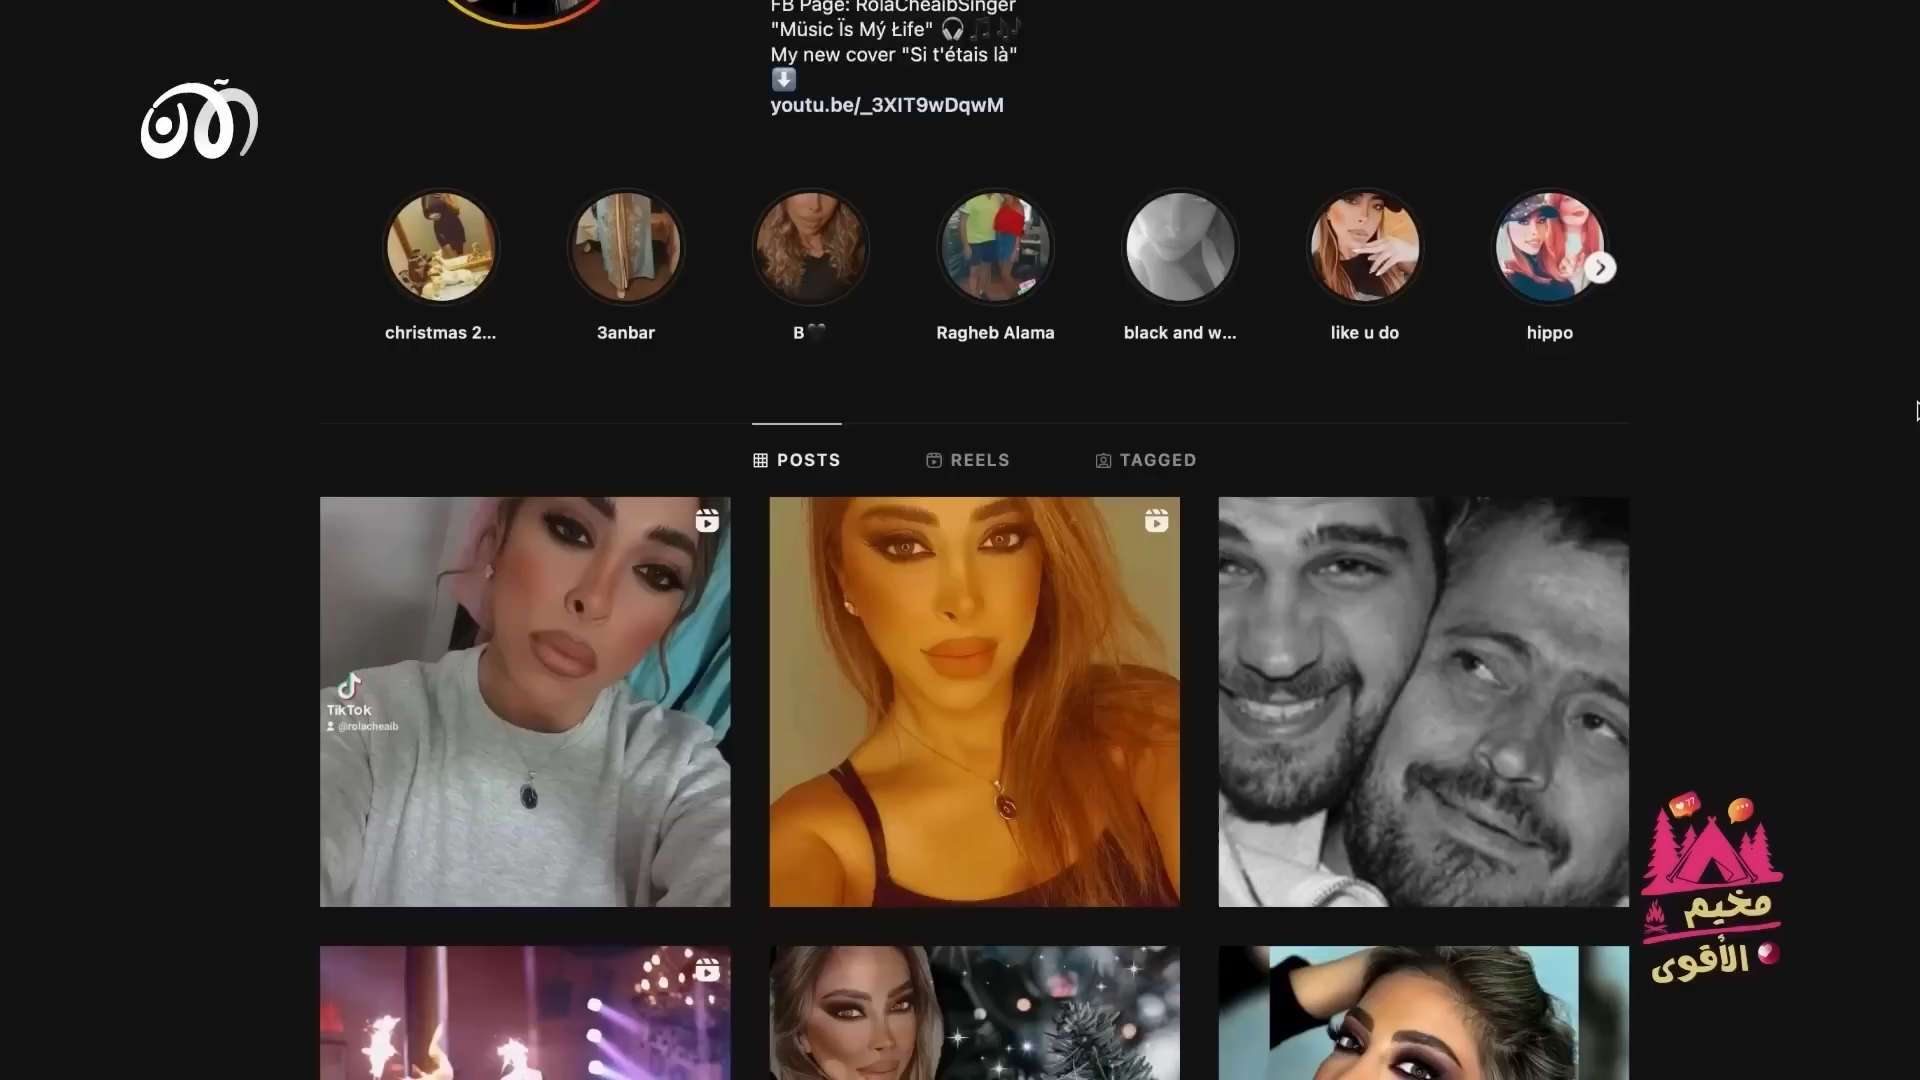 FB Page: RolaCheaibSinger
"Müsic Ïs Mý Łife" 🎧🎵🎶
My new cover "Si t'étais là"
⬇️
youtu.be/_3XIT9wDqwM
christmas 2...
3anbar
B🖤
Ragheb Alama
black and w...
like u do
hippo
POSTS
REELS
TAGGED
TikTok
@rolacheaib
مخيم
الأقوى